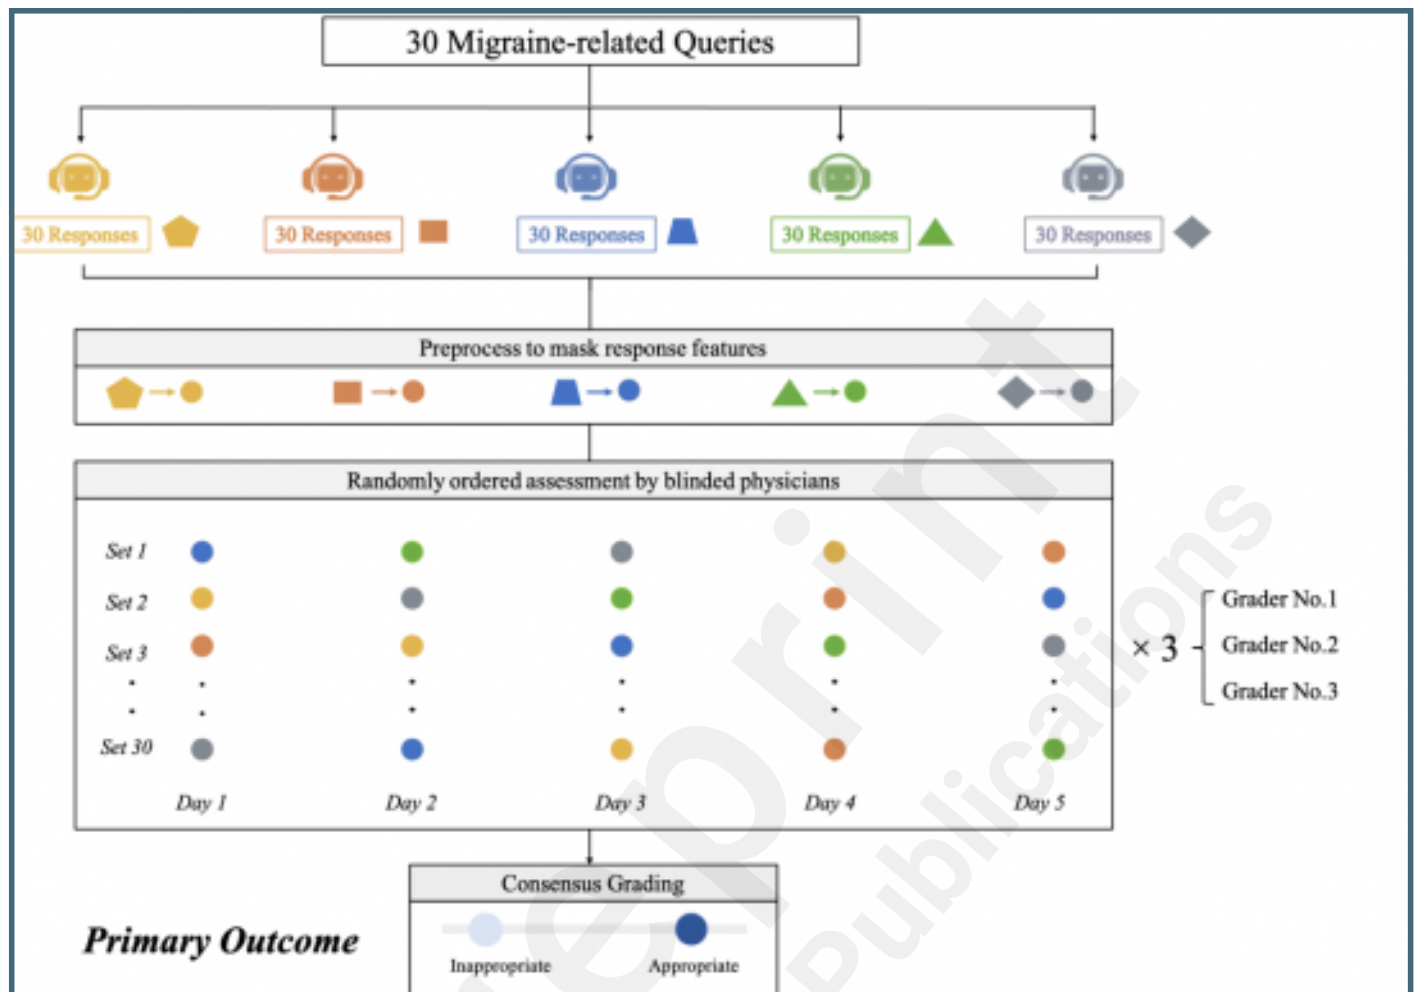 30 Migraine-related Queries
30 Responses
30 Responses
30 Responses
30 Responses
30 Responses
Preprocess to mask response features
Randomly ordered assessment by blinded physicians
Set 1
Set 2
Set 3
Set 30
Day 1
Day 2
Day 3
Day 4
Day 5
× 3
Grader No.1
Grader No.2
Grader No.3
Consensus Grading
Primary Outcome
Inappropriate
Appropriate
eprint
Publications